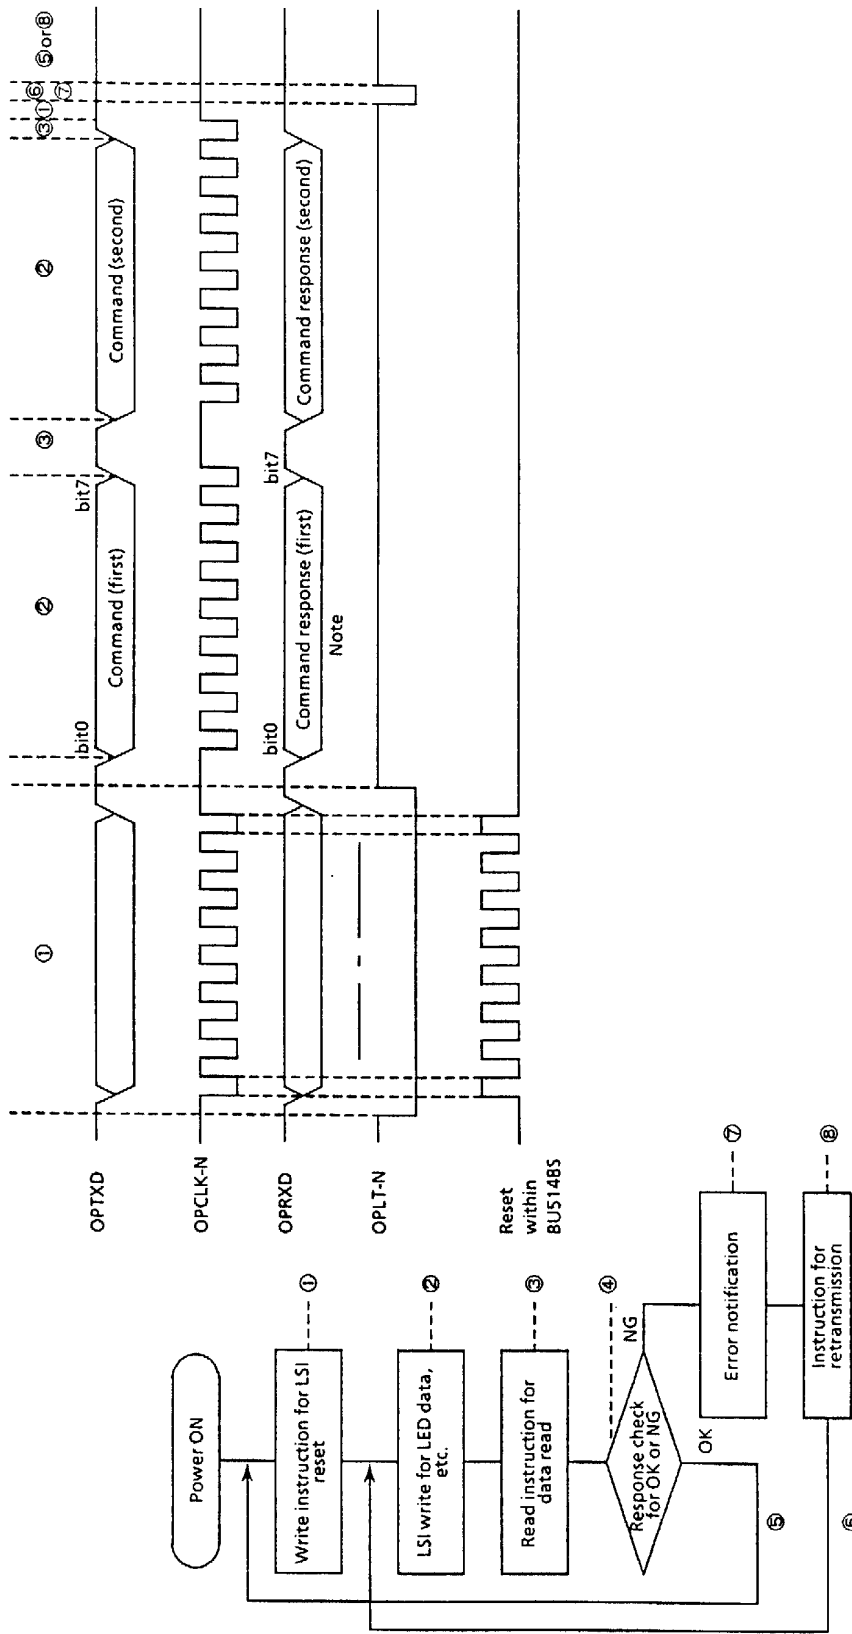 ① ② ③ ② ③ ① ⑥ ⑤or⑧
⑦
OPTXD
bit0
bit7
Command (first)
Command (second)
OPCLK-N
OPRXD
bit0
bit7
Command response (first)
Command response (second)
Note
OPLT-N
Reset
within
BU5148S
Power ON
Write instruction for LSI
reset
①
LSI write for LED data,
etc.
②
Read instruction for
data read
③
Response check
for OK or NG
④
NG
OK
Error notification
⑦
Instruction for
retransmission
⑧
⑤
⑥